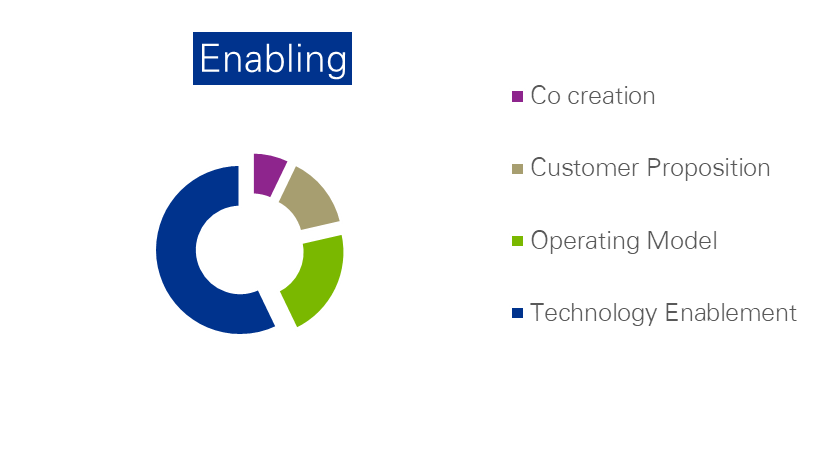 Enabling
Co creation
Customer Proposition
Operating Model
Technology Enablement